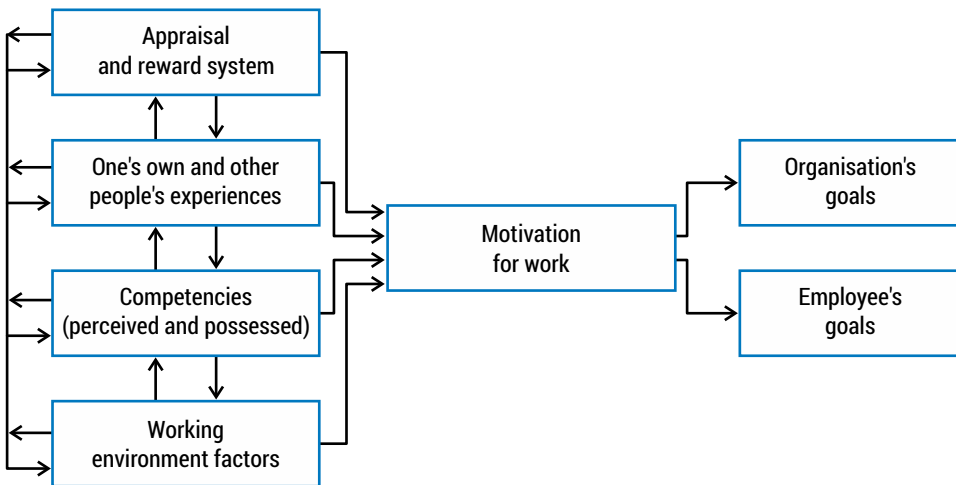 Appraisal
and reward system
One's own and other
people's experiences
Competencies
(perceived and possessed)
Working
environment factors
Motivation
for work
Organisation's
goals
Employee's
goals